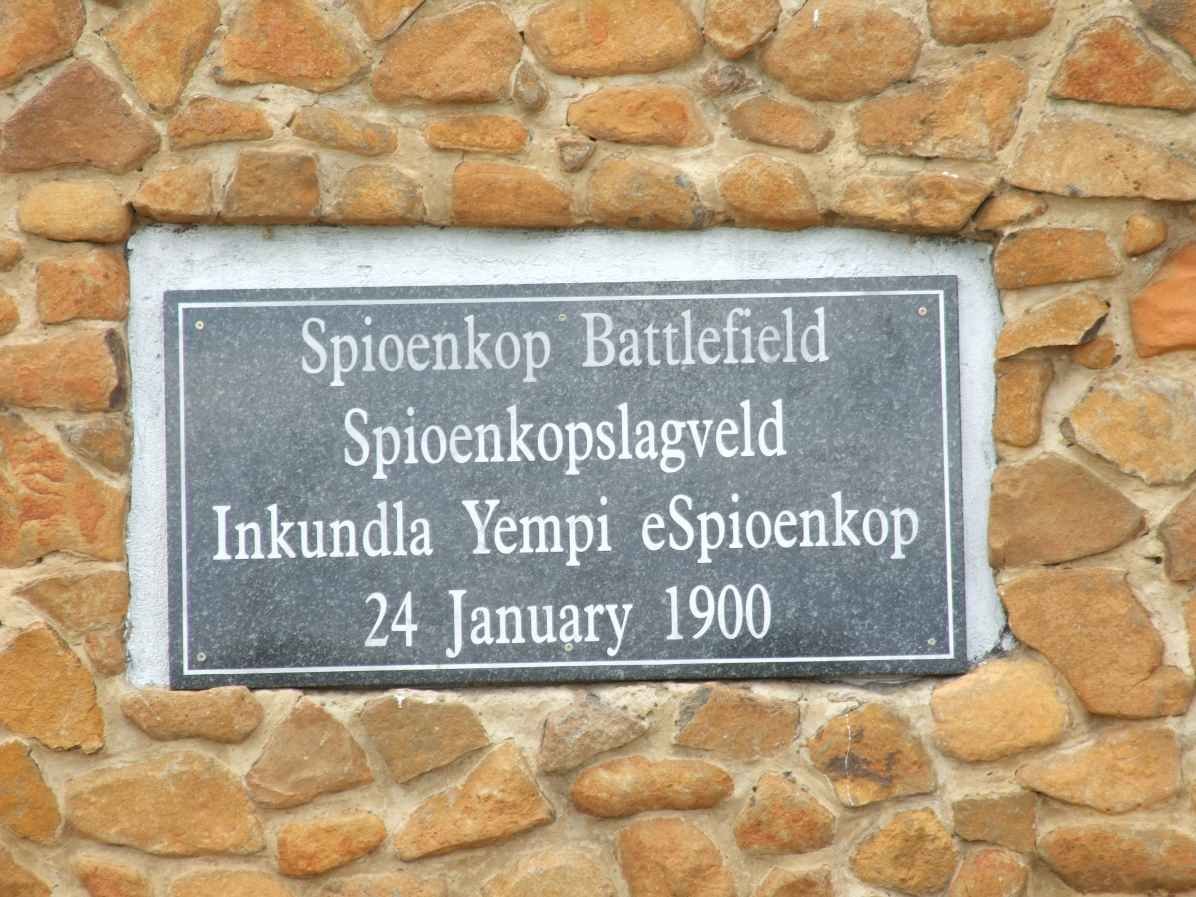 Spioenkop Battlefield
Spioenkopslagveld
Inkundla Yempi eSpioenkop
24 January 1900